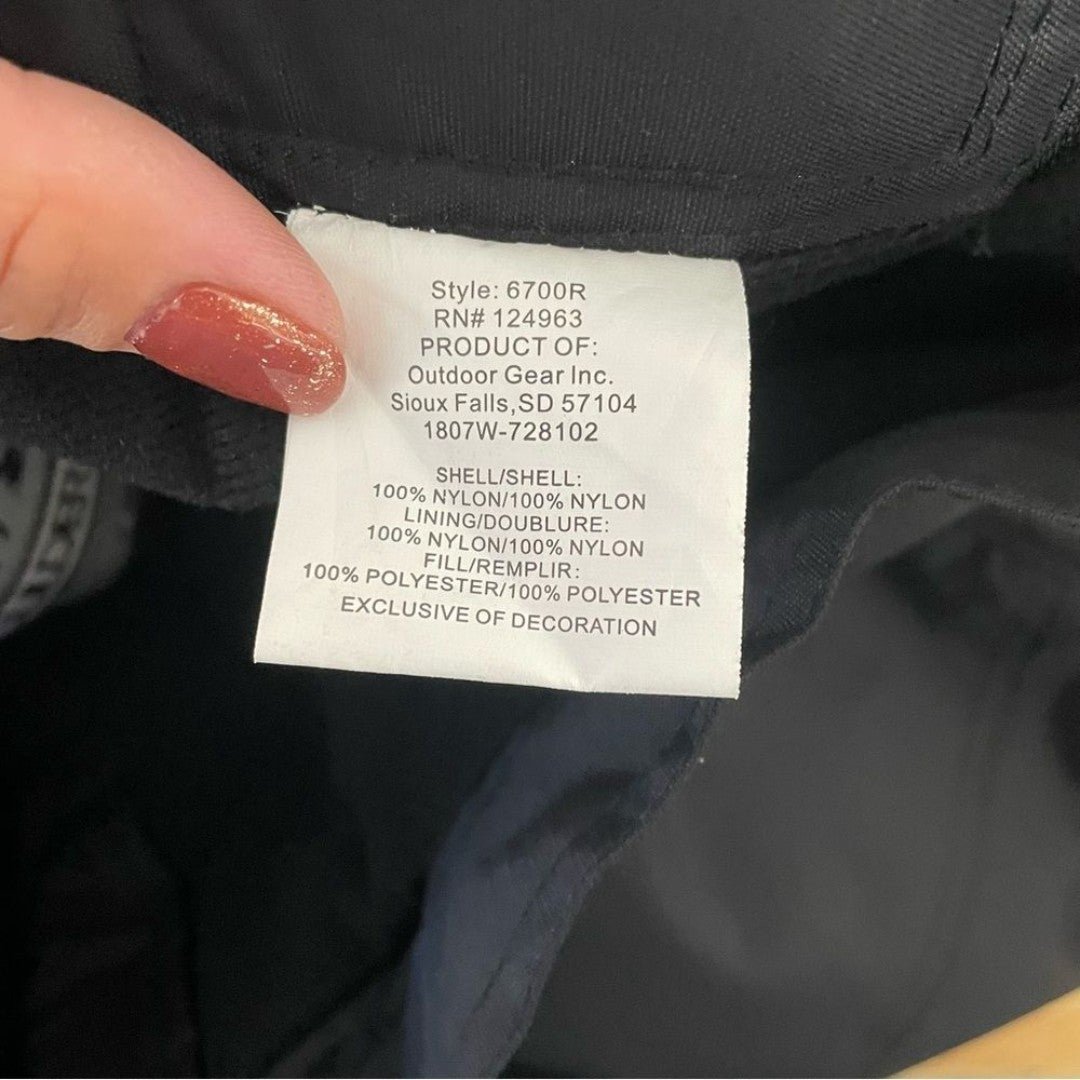 Style: 6700R
RN# 124963
PRODUCT OF:
Outdoor Gear Inc.
Sioux Falls,SD 57104
1807W-728102
SHELL/SHELL:
100% NYLON/100% NYLON
LINING/DOUBLURE:
100% NYLON/100% NYLON
FILL/REMPLIR:
100% POLYESTER/100% POLYESTER
EXCLUSIVE OF DECORATION